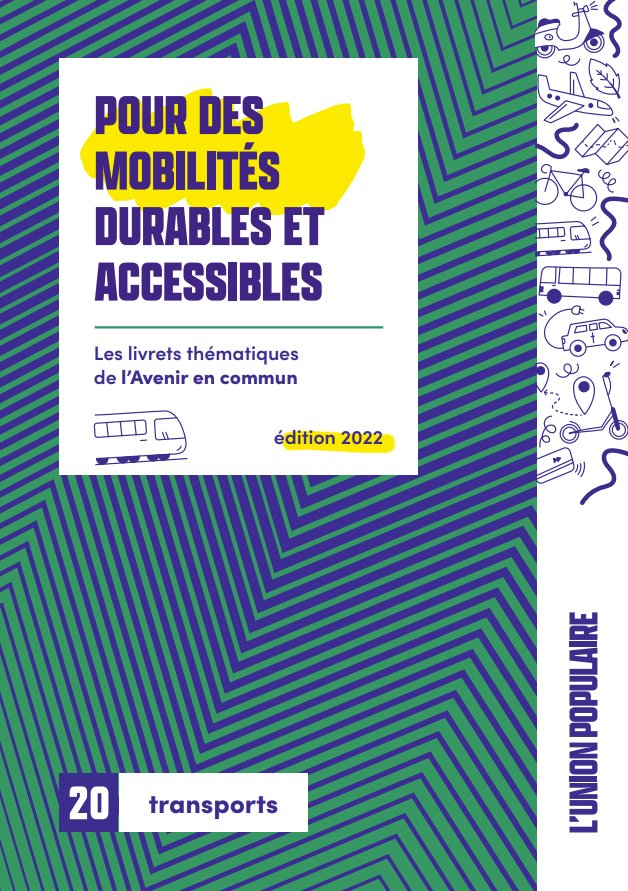 POUR DES
MOBILITÉS
DURABLES ET
ACCESSIBLES
Les livrets thématiques
de l'Avenir en commun
édition 2022
L'UNION POPULAIRE
20
transports